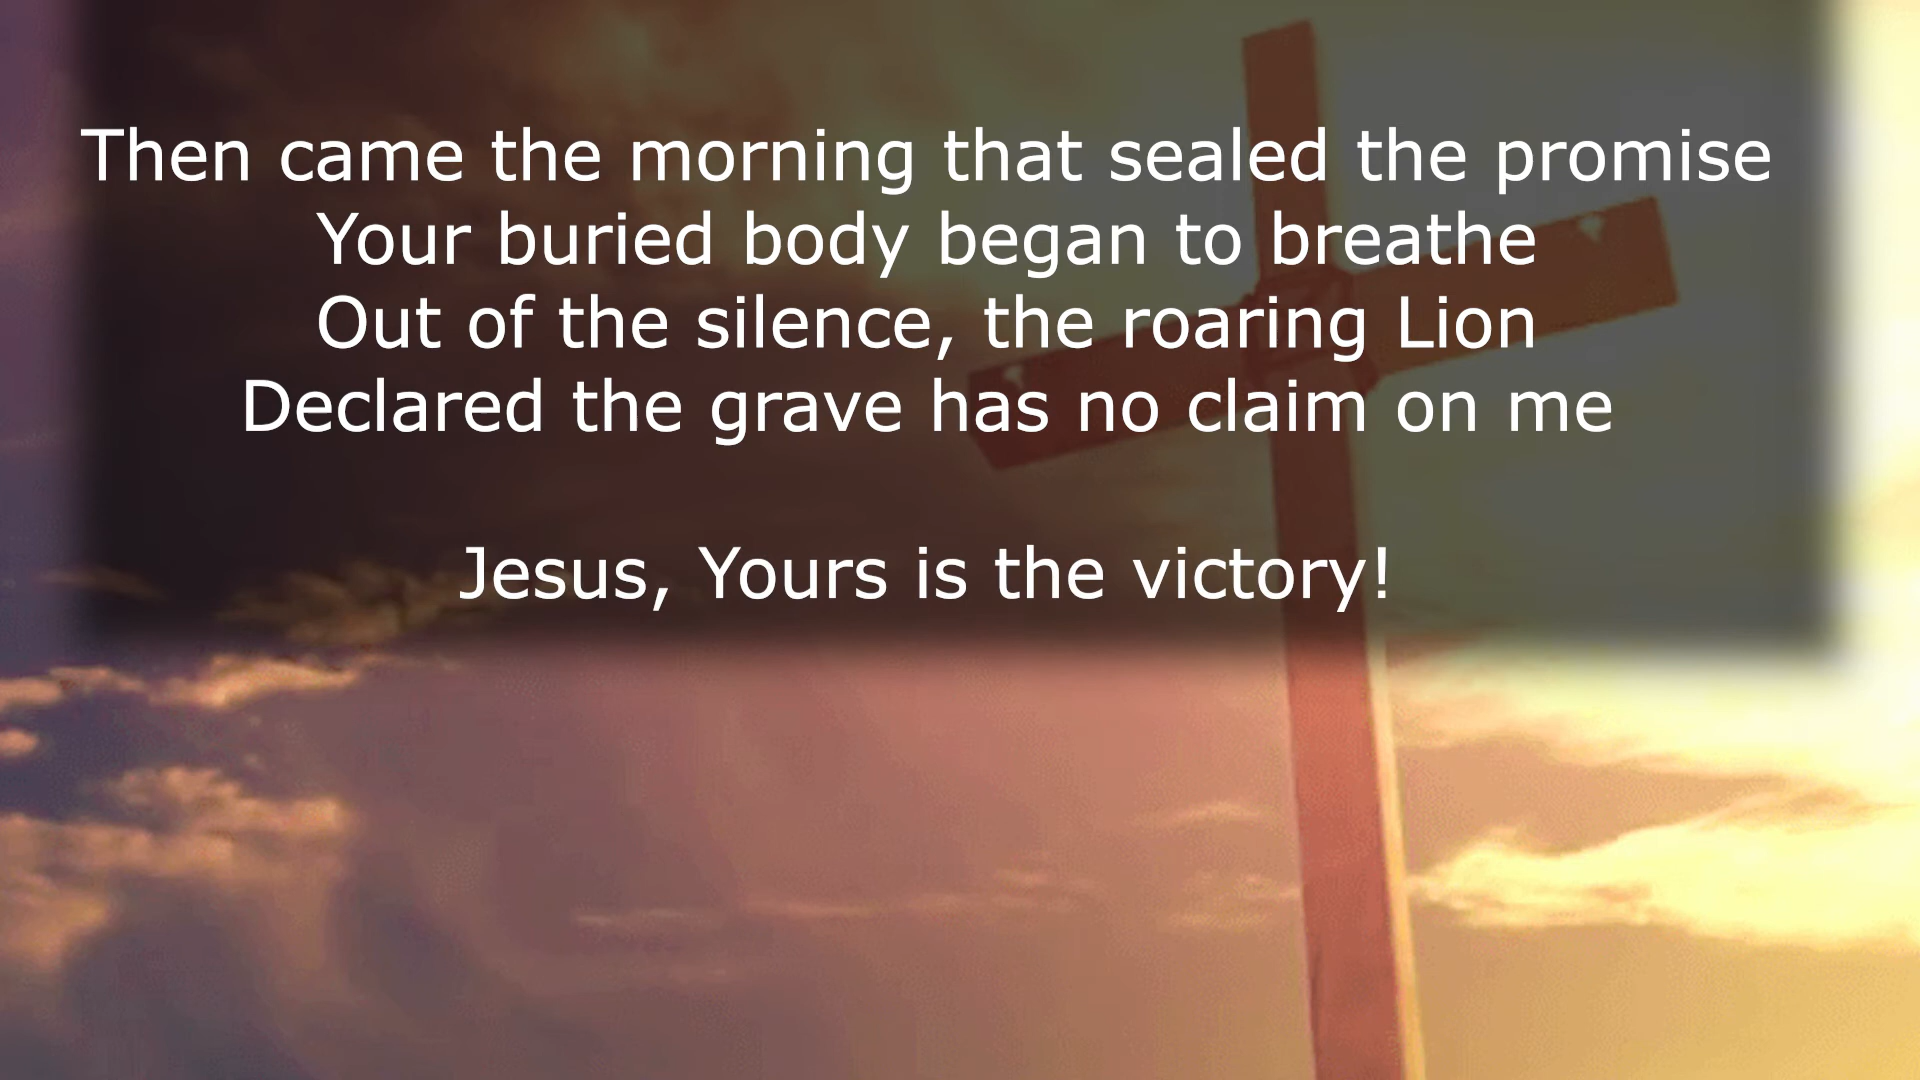 Then came the morning that sealed the promise
Your buried body began to breathe
Out of the silence, the roaring Lion
Declared the grave has no claim on me
Jesus, Yours is the victory!